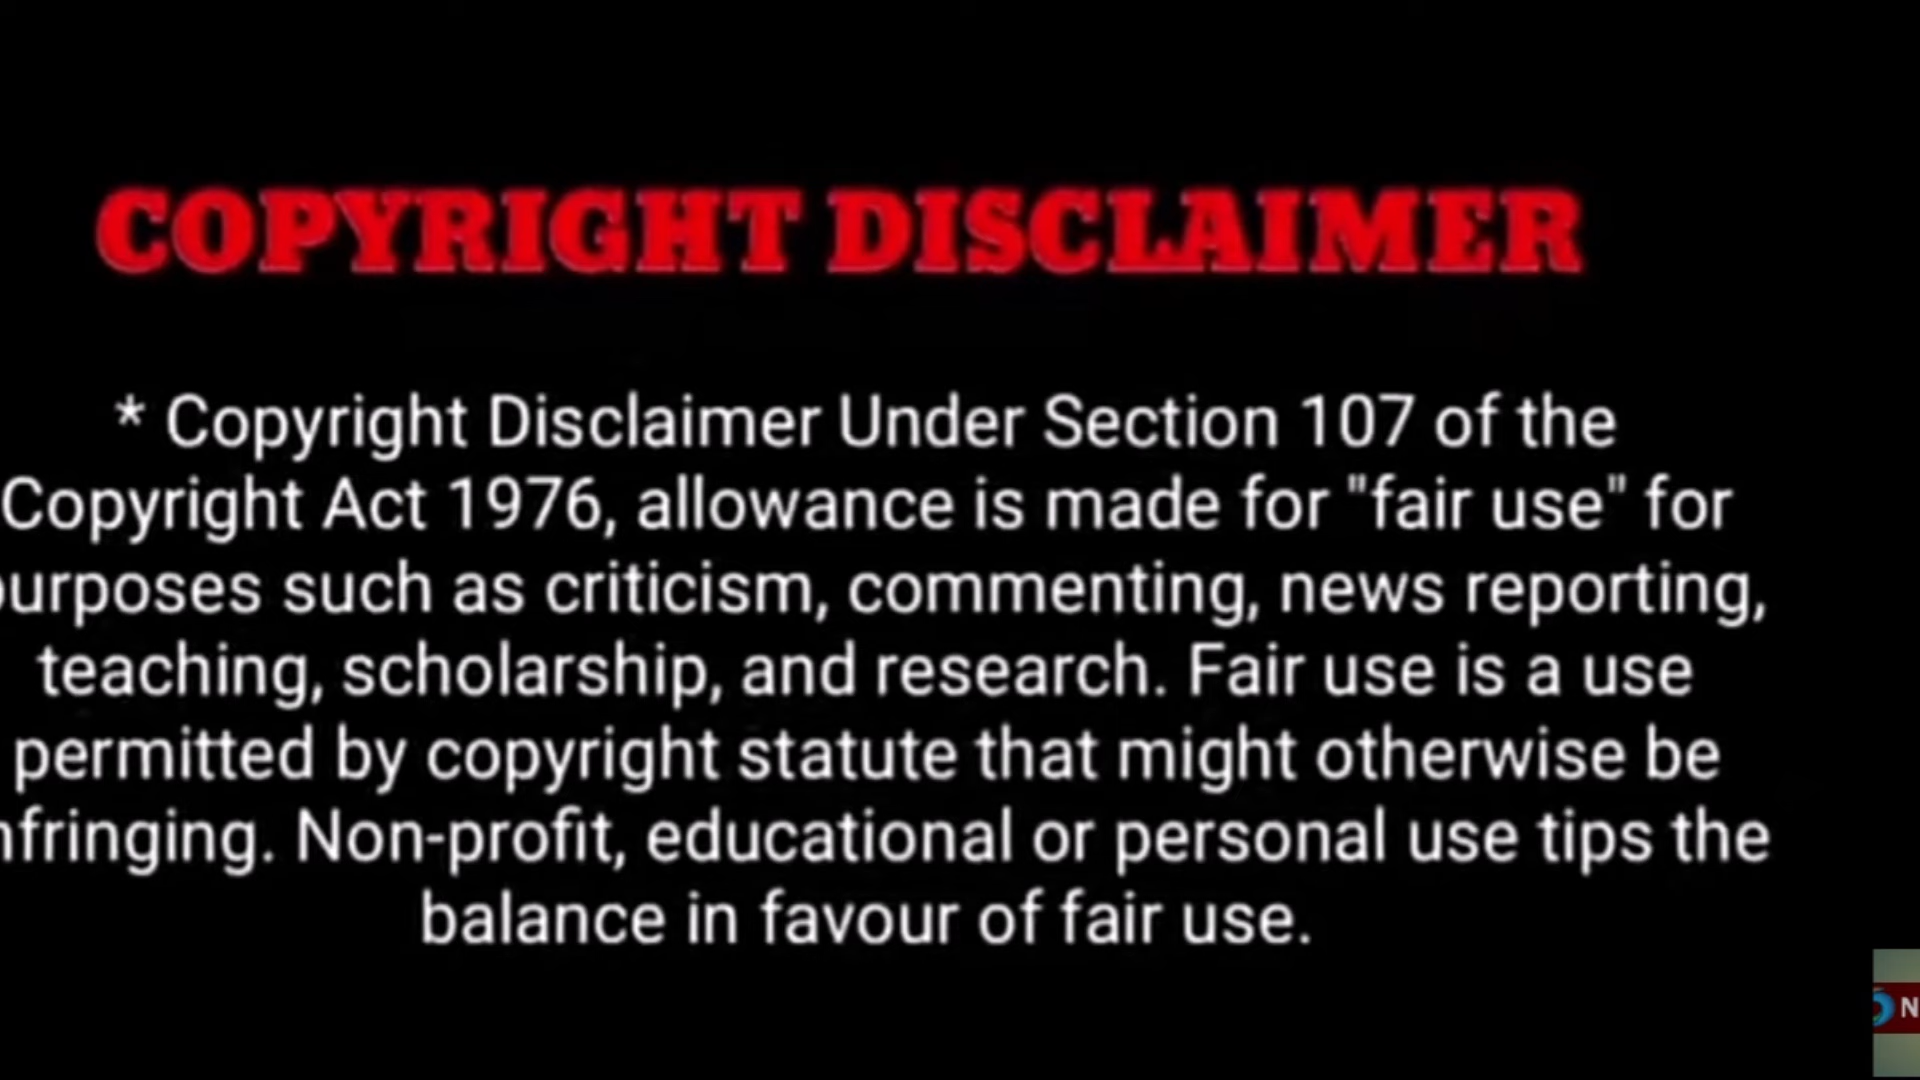 COPYRIGHT DISCLAIMER
* Copyright Disclaimer Under Section 107 of the
Copyright Act 1976, allowance is made for "fair use" for
purposes such as criticism, commenting, news reporting,
teaching, scholarship, and research. Fair use is a use
permitted by copyright statute that might otherwise be
nfringing. Non-profit, educational or personal use tips the
balance in favour of fair use.
N